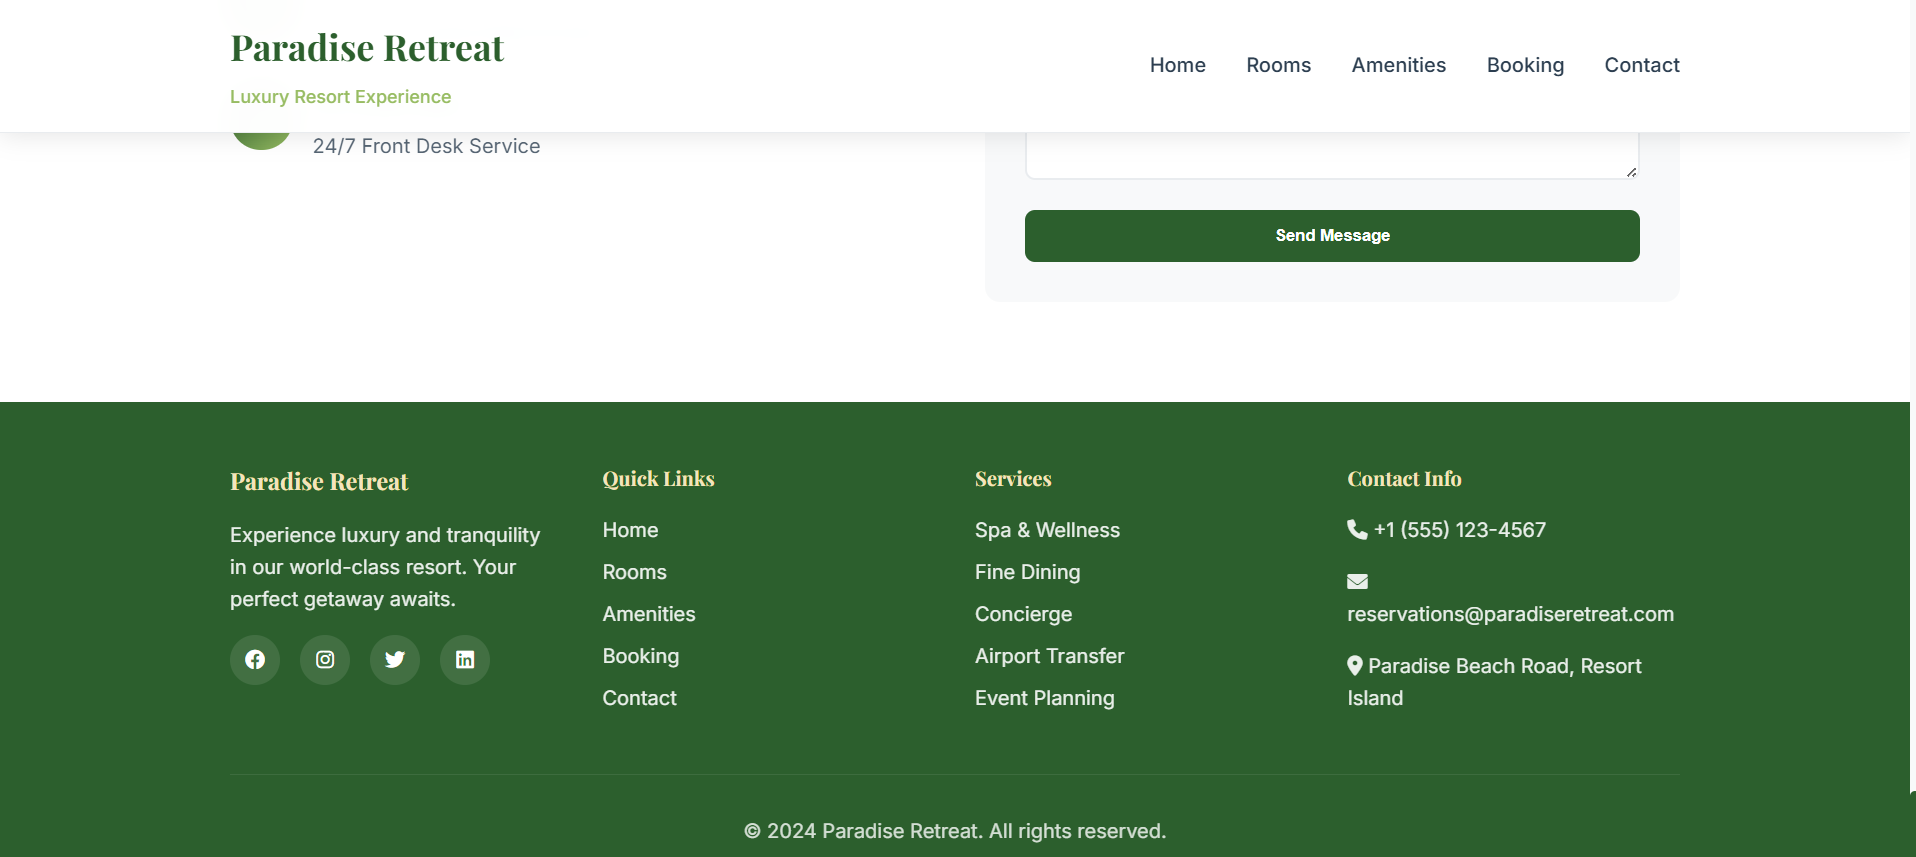 Paradise Retreat
Luxury Resort Experience
Home
Rooms
Amenities
Booking
Contact
24/7 Front Desk Service
Send Message
Paradise Retreat
Experience luxury and tranquility
in our world-class resort. Your
perfect getaway awaits.
Quick Links
Home
Rooms
Amenities
Booking
Contact
Services
Spa & Wellness
Fine Dining
Concierge
Airport Transfer
Event Planning
Contact Info
+1 (555) 123-4567
reservations@paradiseretreat.com
Paradise Beach Road, Resort
Island
© 2024 Paradise Retreat. All rights reserved.